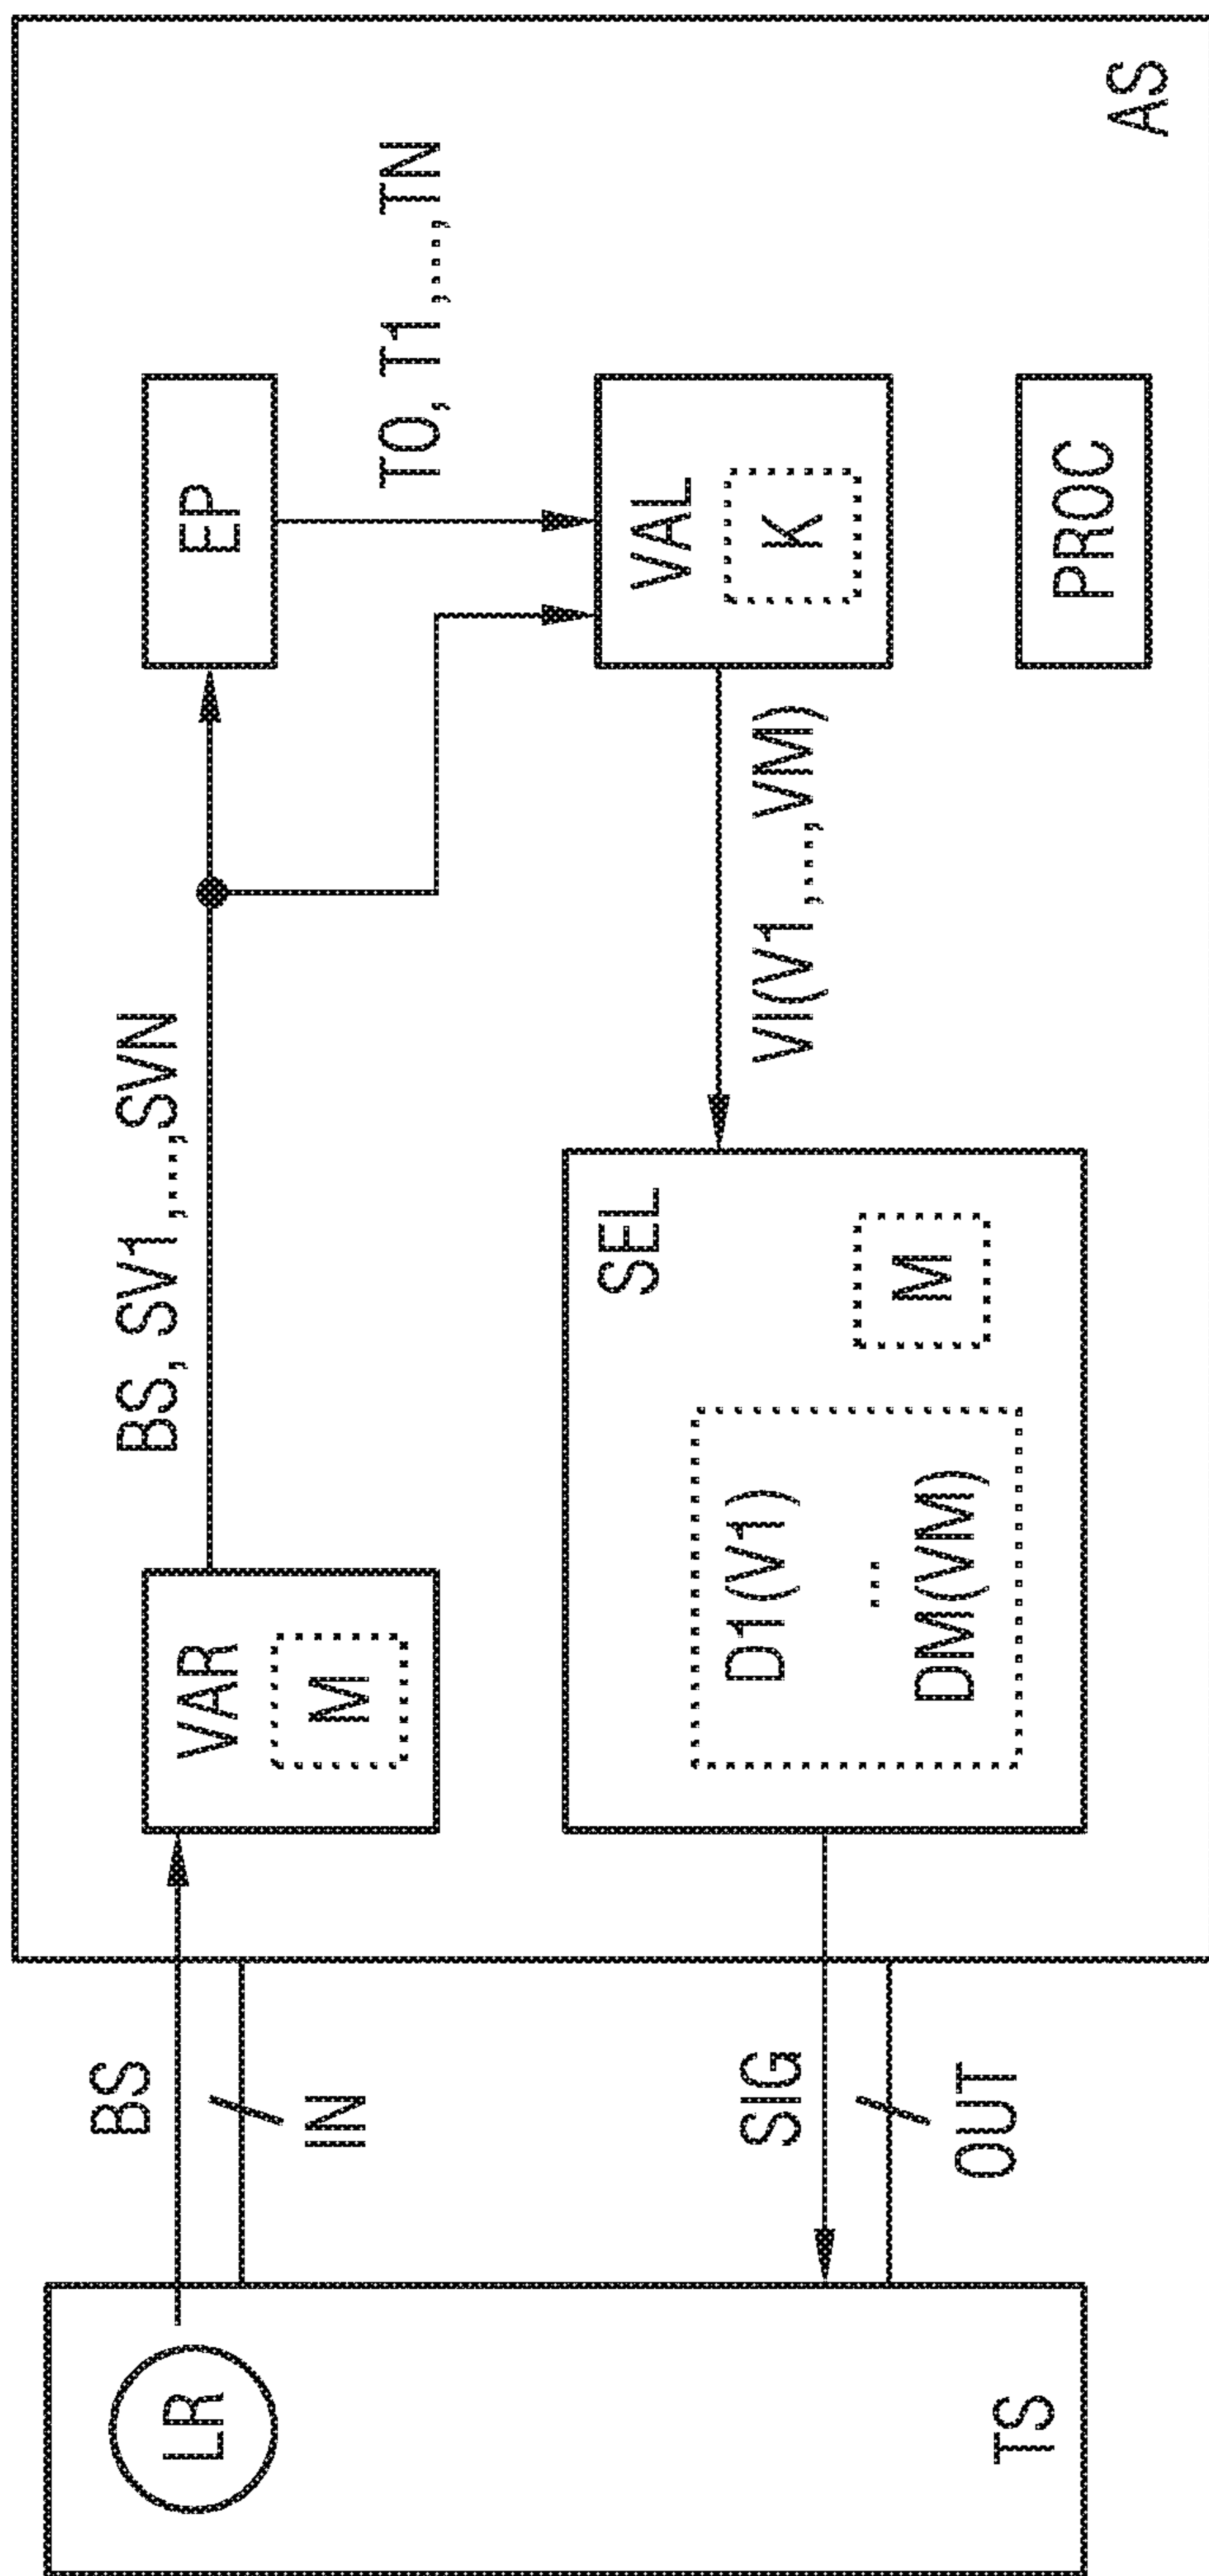 LR
TS
BS
IN
SIG
OUT
AS
VAR
M
BS, SV1,...,SVN
EP
T0, T1,...,TN
VAL
K
VI(V1,...,VM)
SEL
D1(V1)
...
DM(VM)
M
PROC